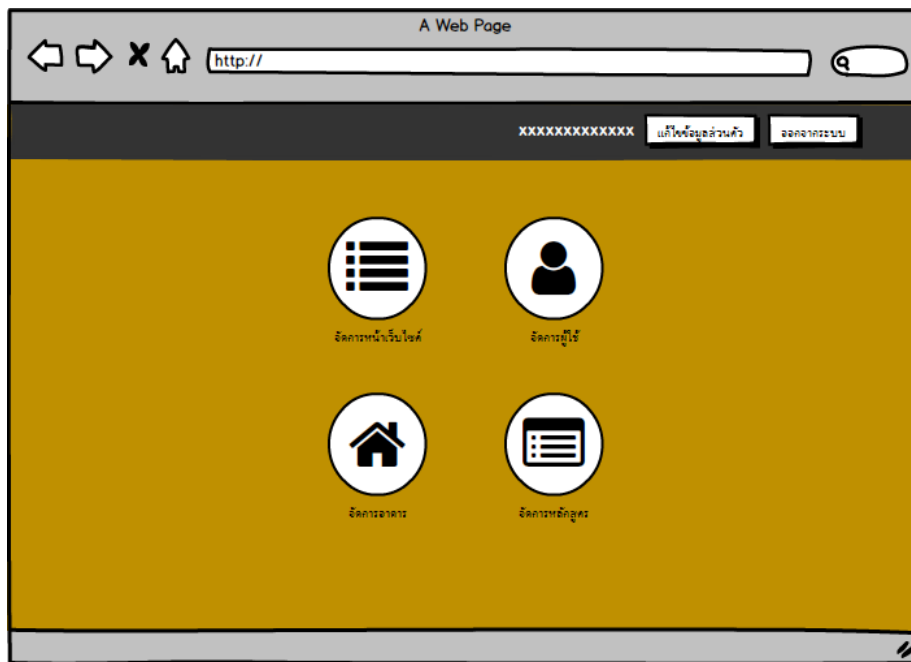 A Web Page
http://
xxxxxxxxxxxxx แก้ไขข้อมูลส่วนตัว ออกจากระบบ
จัดการหน้าเว็บไซต์ จัดการผู้ใช้
จัดการอาคาร จัดการหลักสูตร